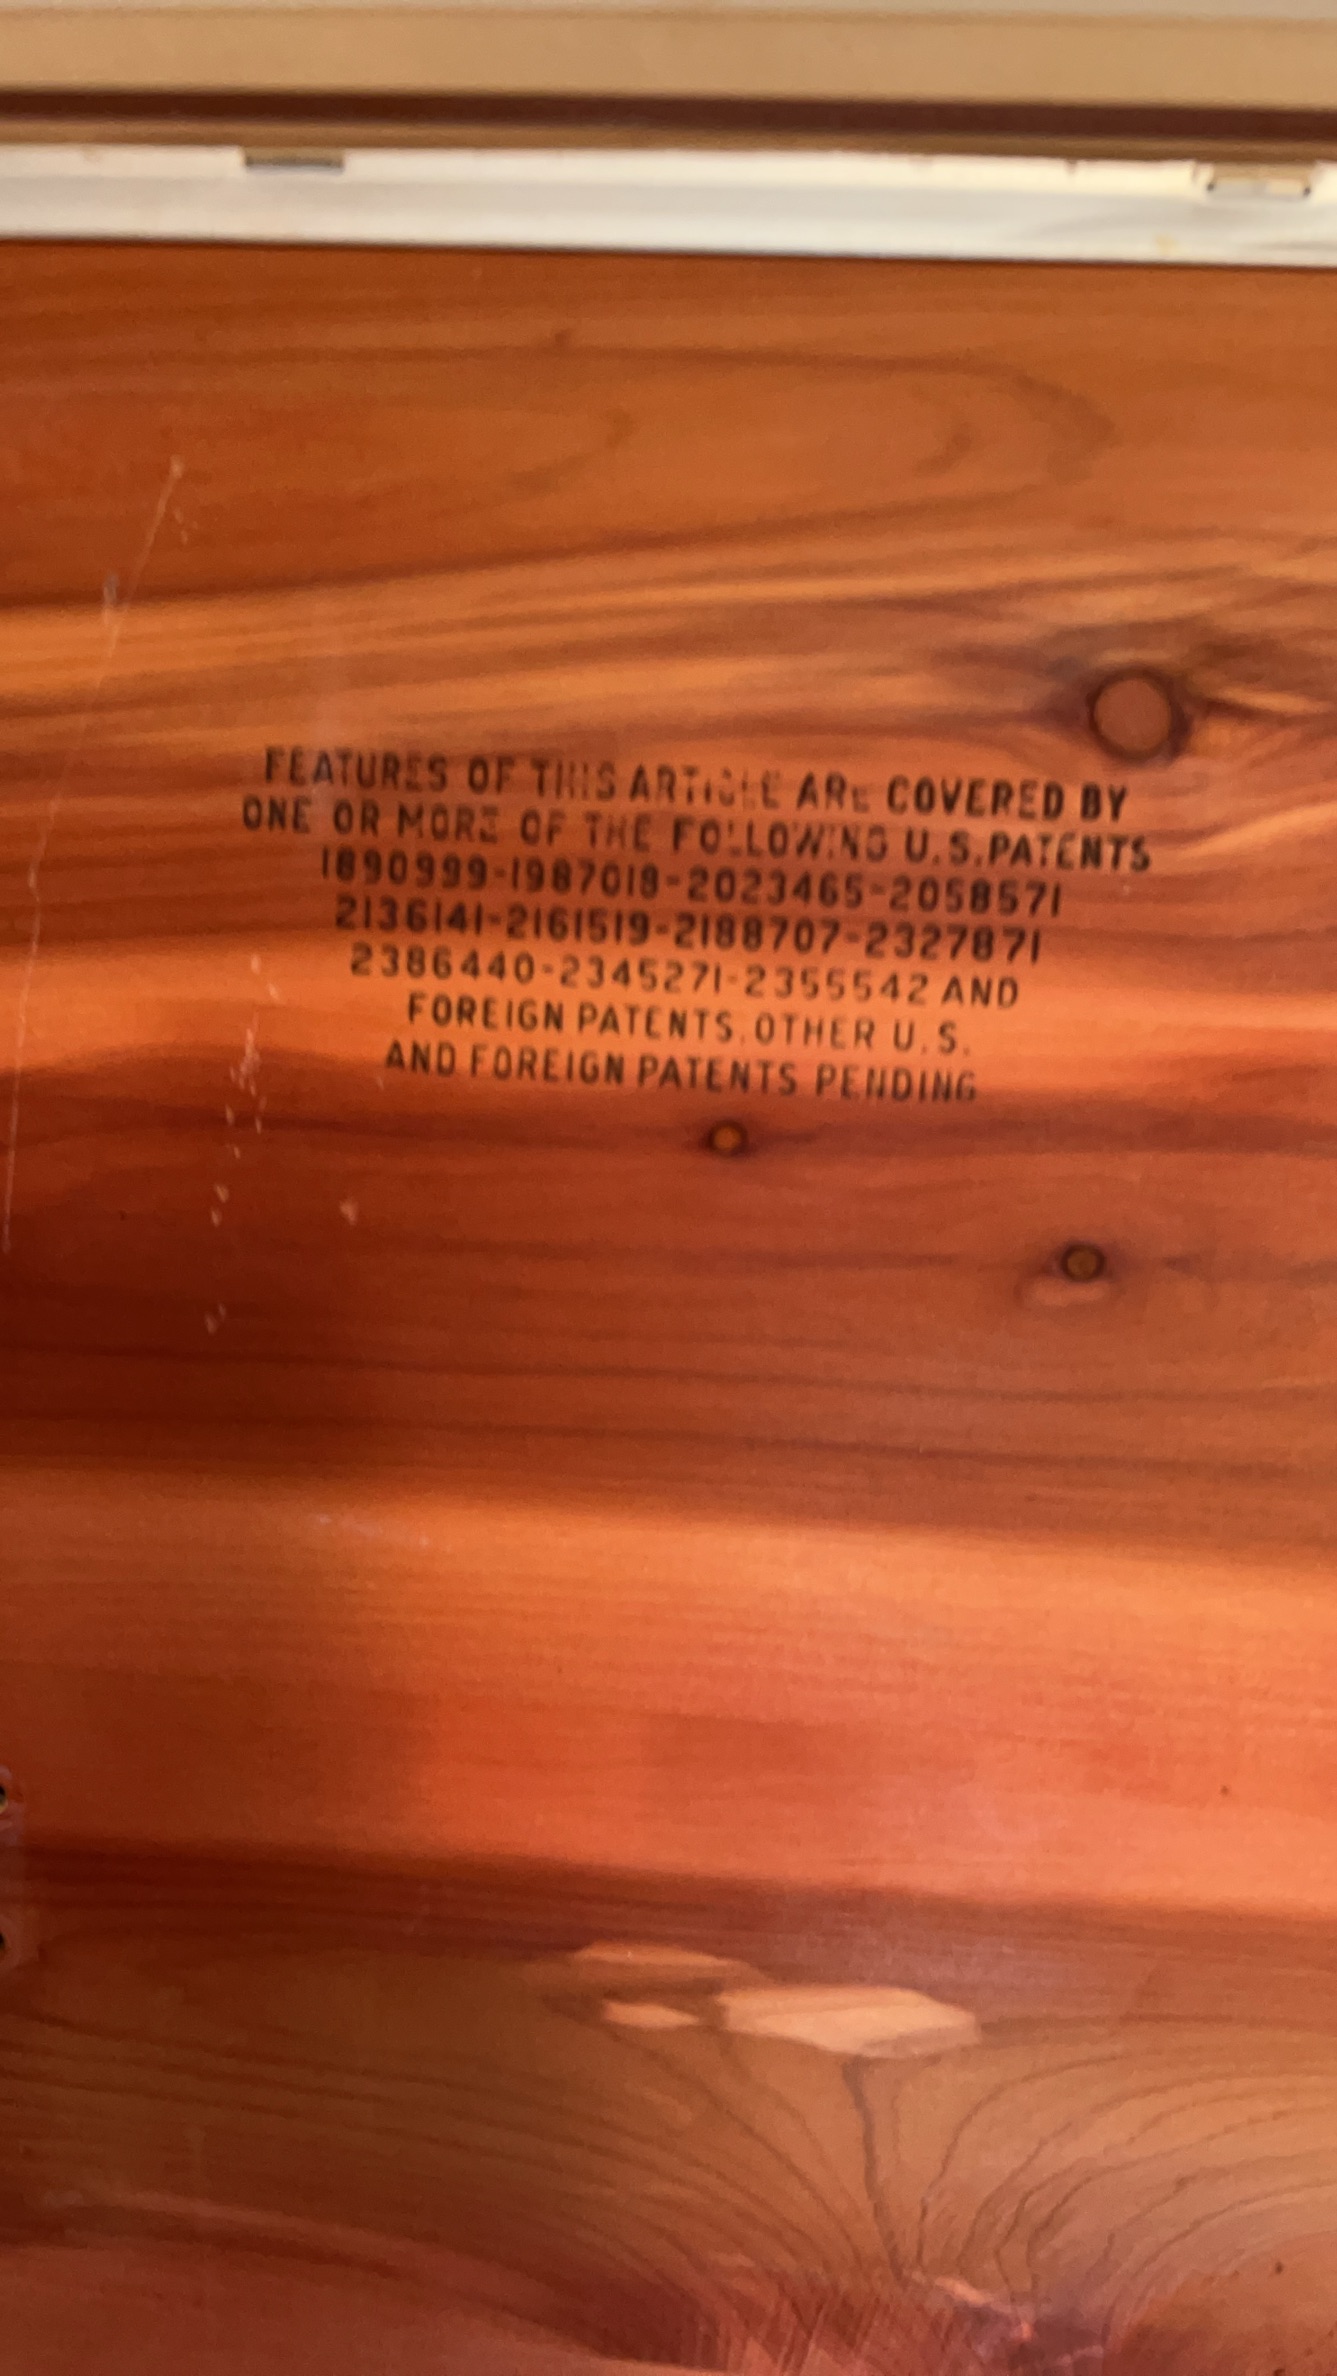 FEATURES OF THIS ARTICLE ARE COVERED BY
ONE OR MORE OF THE FOLLOWING U.S. PATENTS
1890999-1987018-2023465-2058571
2136141-2161519-2188707-2327871
2386440-2345271-2355542 AND
FOREIGN PATENTS. OTHER U.S.
AND FOREIGN PATENTS PENDING